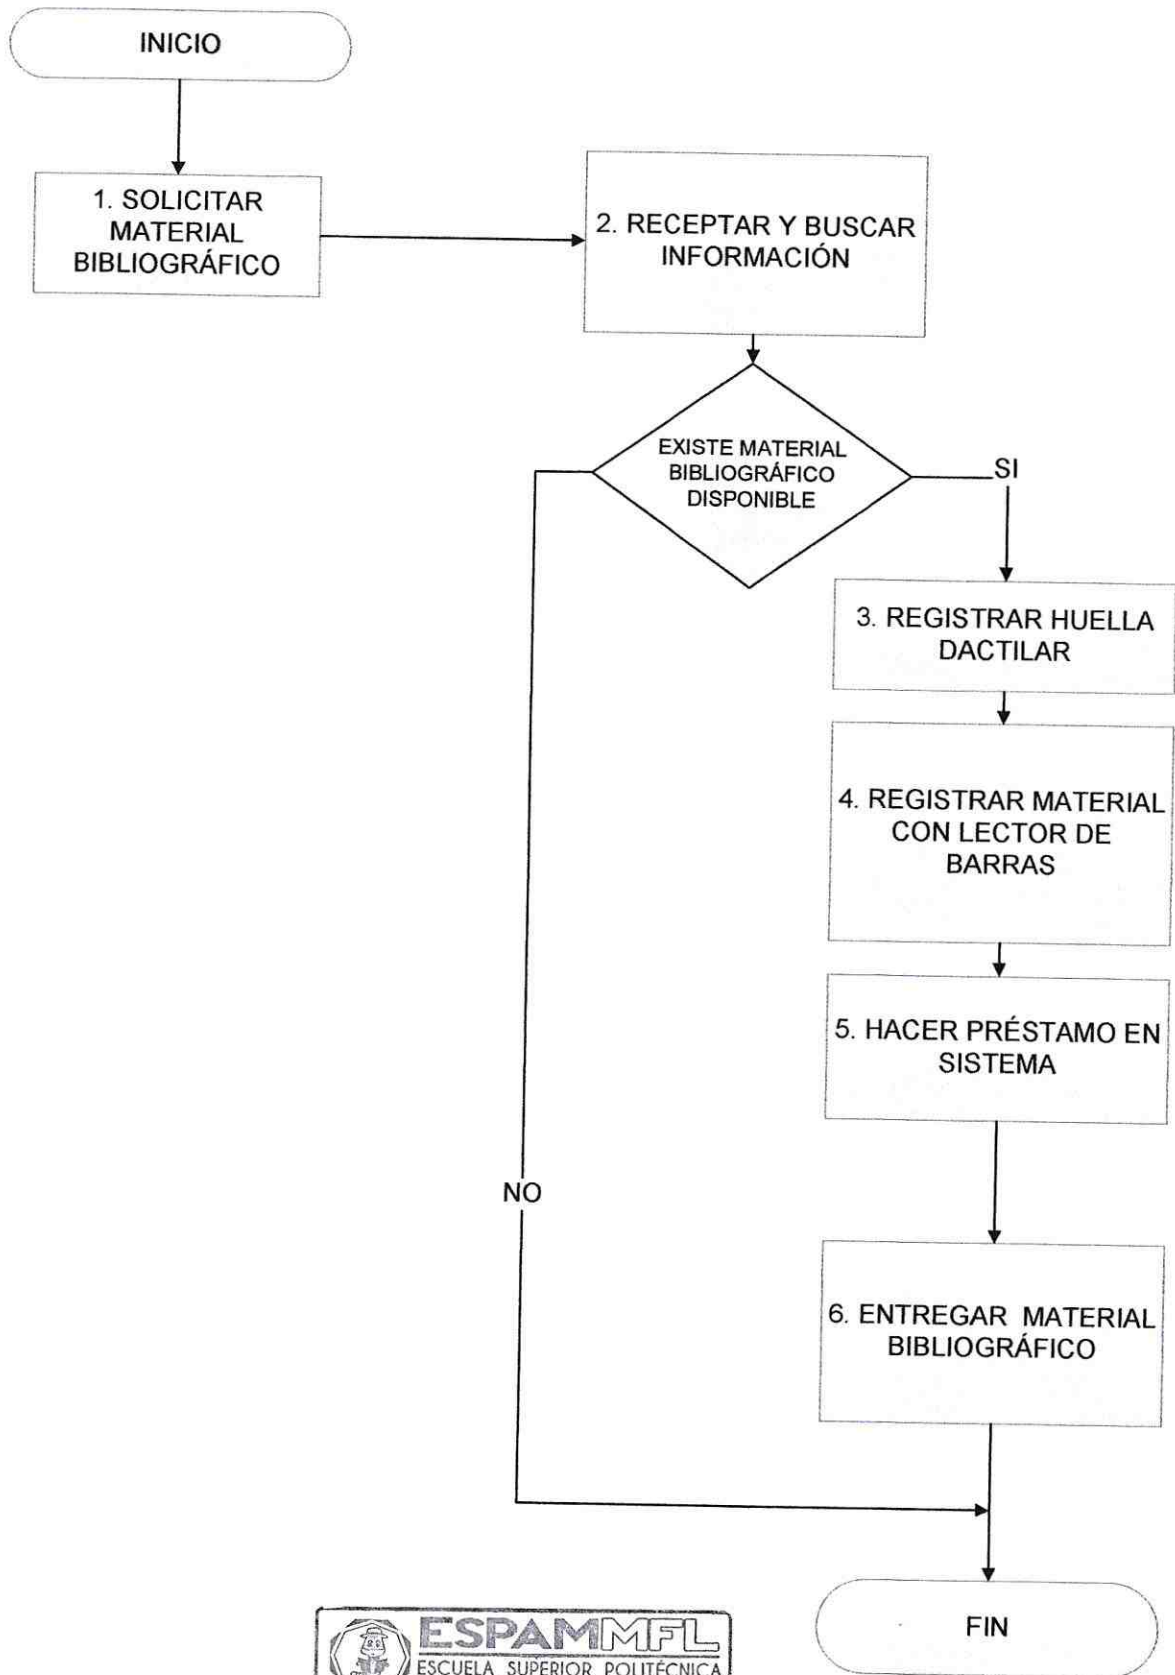 INICIO
1. SOLICITAR
MATERIAL
BIBLIOGRÁFICO
2. RECEPTAR Y BUSCAR
INFORMACIÓN
EXISTE MATERIAL
BIBLIOGRÁFICO
DISPONIBLE
SI
3. REGISTRAR HUELLA
DACTILAR
4. REGISTRAR MATERIAL
CON LECTOR DE
BARRAS
5. HACER PRÉSTAMO EN
SISTEMA
NO
6. ENTREGAR MATERIAL
BIBLIOGRÁFICO
FIN
ESPAMMFL
ESCUELA SUPERIOR POLITÉCNICA